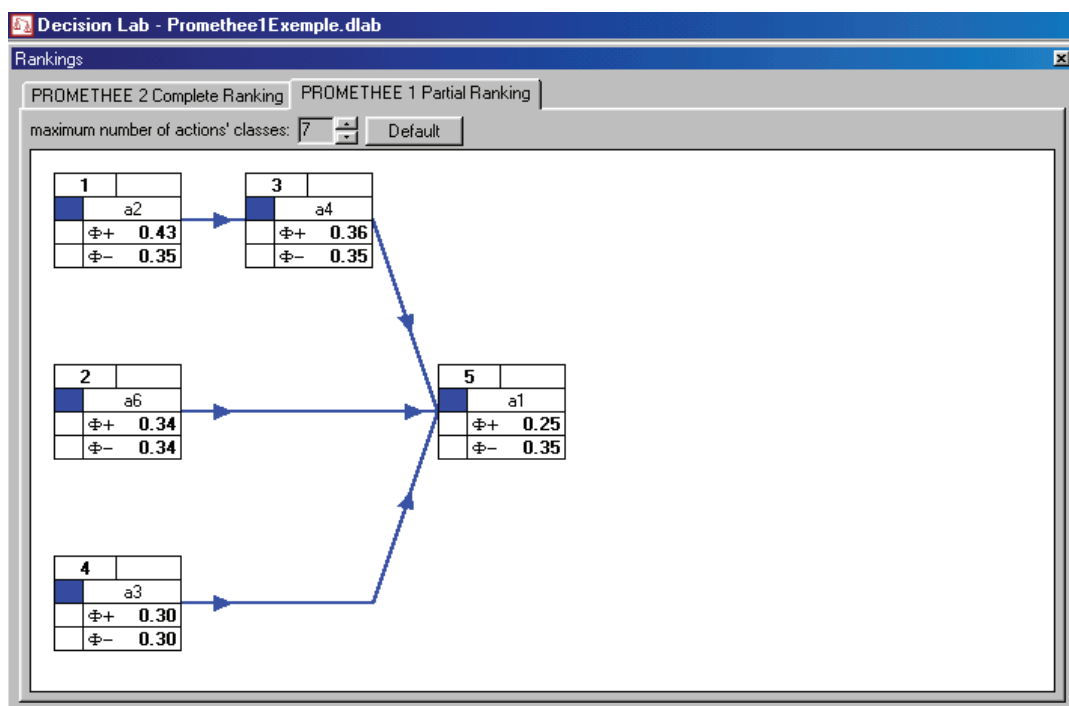 Decision Lab - Promethee1Exemple.dlab
Rankings
PROMETHEE 2 Complete Ranking PROMETHEE 1 Partial Ranking
maximum number of actions' classes: 7 Default
1
a2
Φ+ 0.43
Φ− 0.35
3
a4
Φ+ 0.36
Φ− 0.35
2
a6
Φ+ 0.34
Φ− 0.34
5
a1
Φ+ 0.25
Φ− 0.35
4
a3
Φ+ 0.30
Φ− 0.30